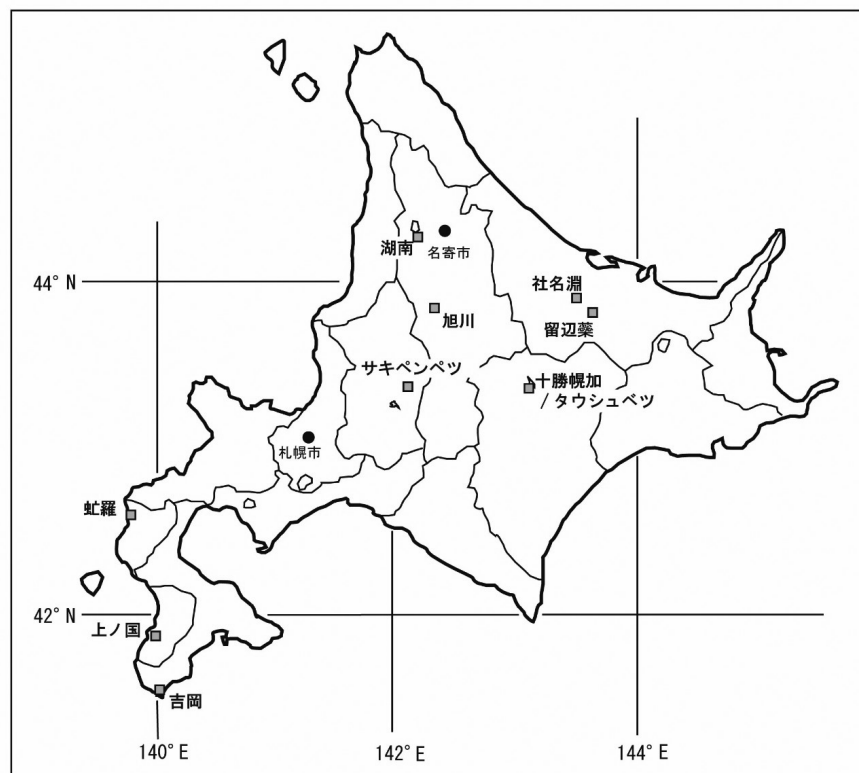 湖南
名寄市
44° N
社名淵
旭川
留辺蘂
サキペンペツ
十勝幌加
/ タウシュベツ
札幌市
虻羅
42° N
上ノ国
吉岡
140° E
142° E
144° E